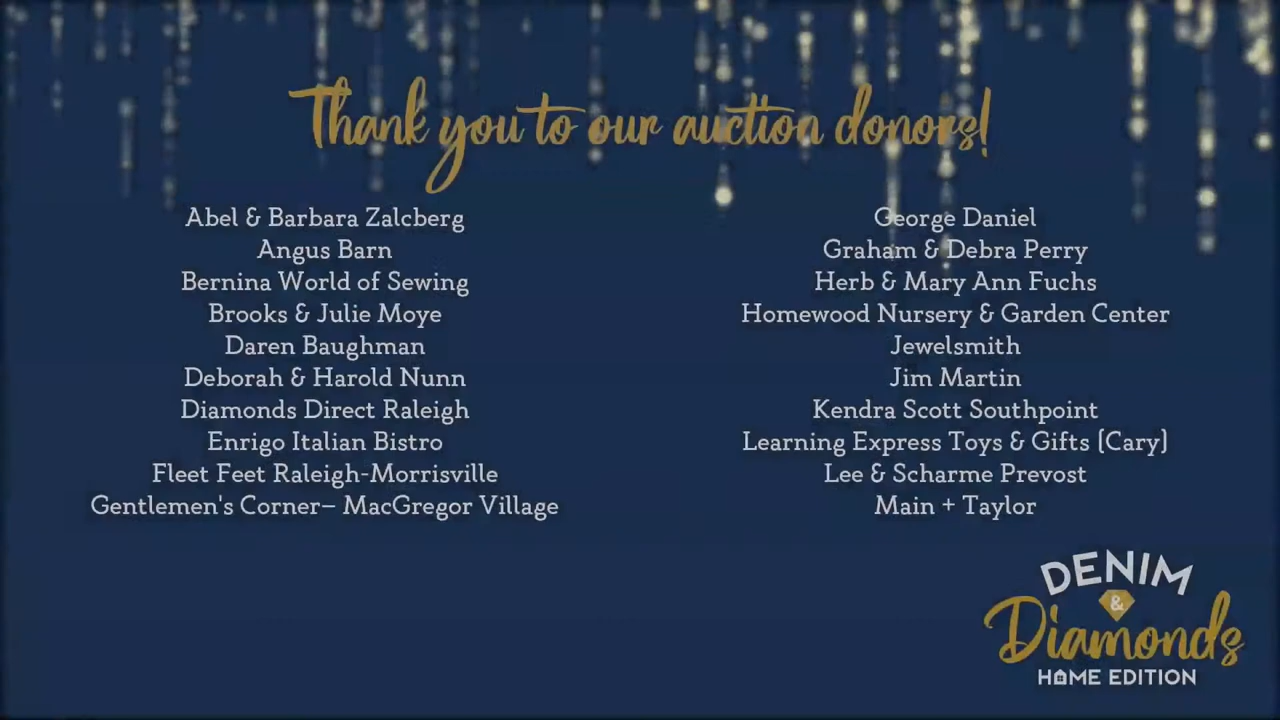 Thank you to our auction donors!
Abel & Barbara Zalcberg
Angus Barn
Bernina World of Sewing
Brooks & Julie Moye
Daren Baughman
Deborah & Harold Nunn
Diamonds Direct Raleigh
Enrigo Italian Bistro
Fleet Feet Raleigh-Morrisville
Gentlemen's Corner– MacGregor Village
George Daniel
Graham & Debra Perry
Herb & Mary Ann Fuchs
Homewood Nursery & Garden Center
Jewelsmith
Jim Martin
Kendra Scott Southpoint
Learning Express Toys & Gifts (Cary)
Lee & Scharme Prevost
Main + Taylor
DENIM
&
Diamonds
HOME EDITION